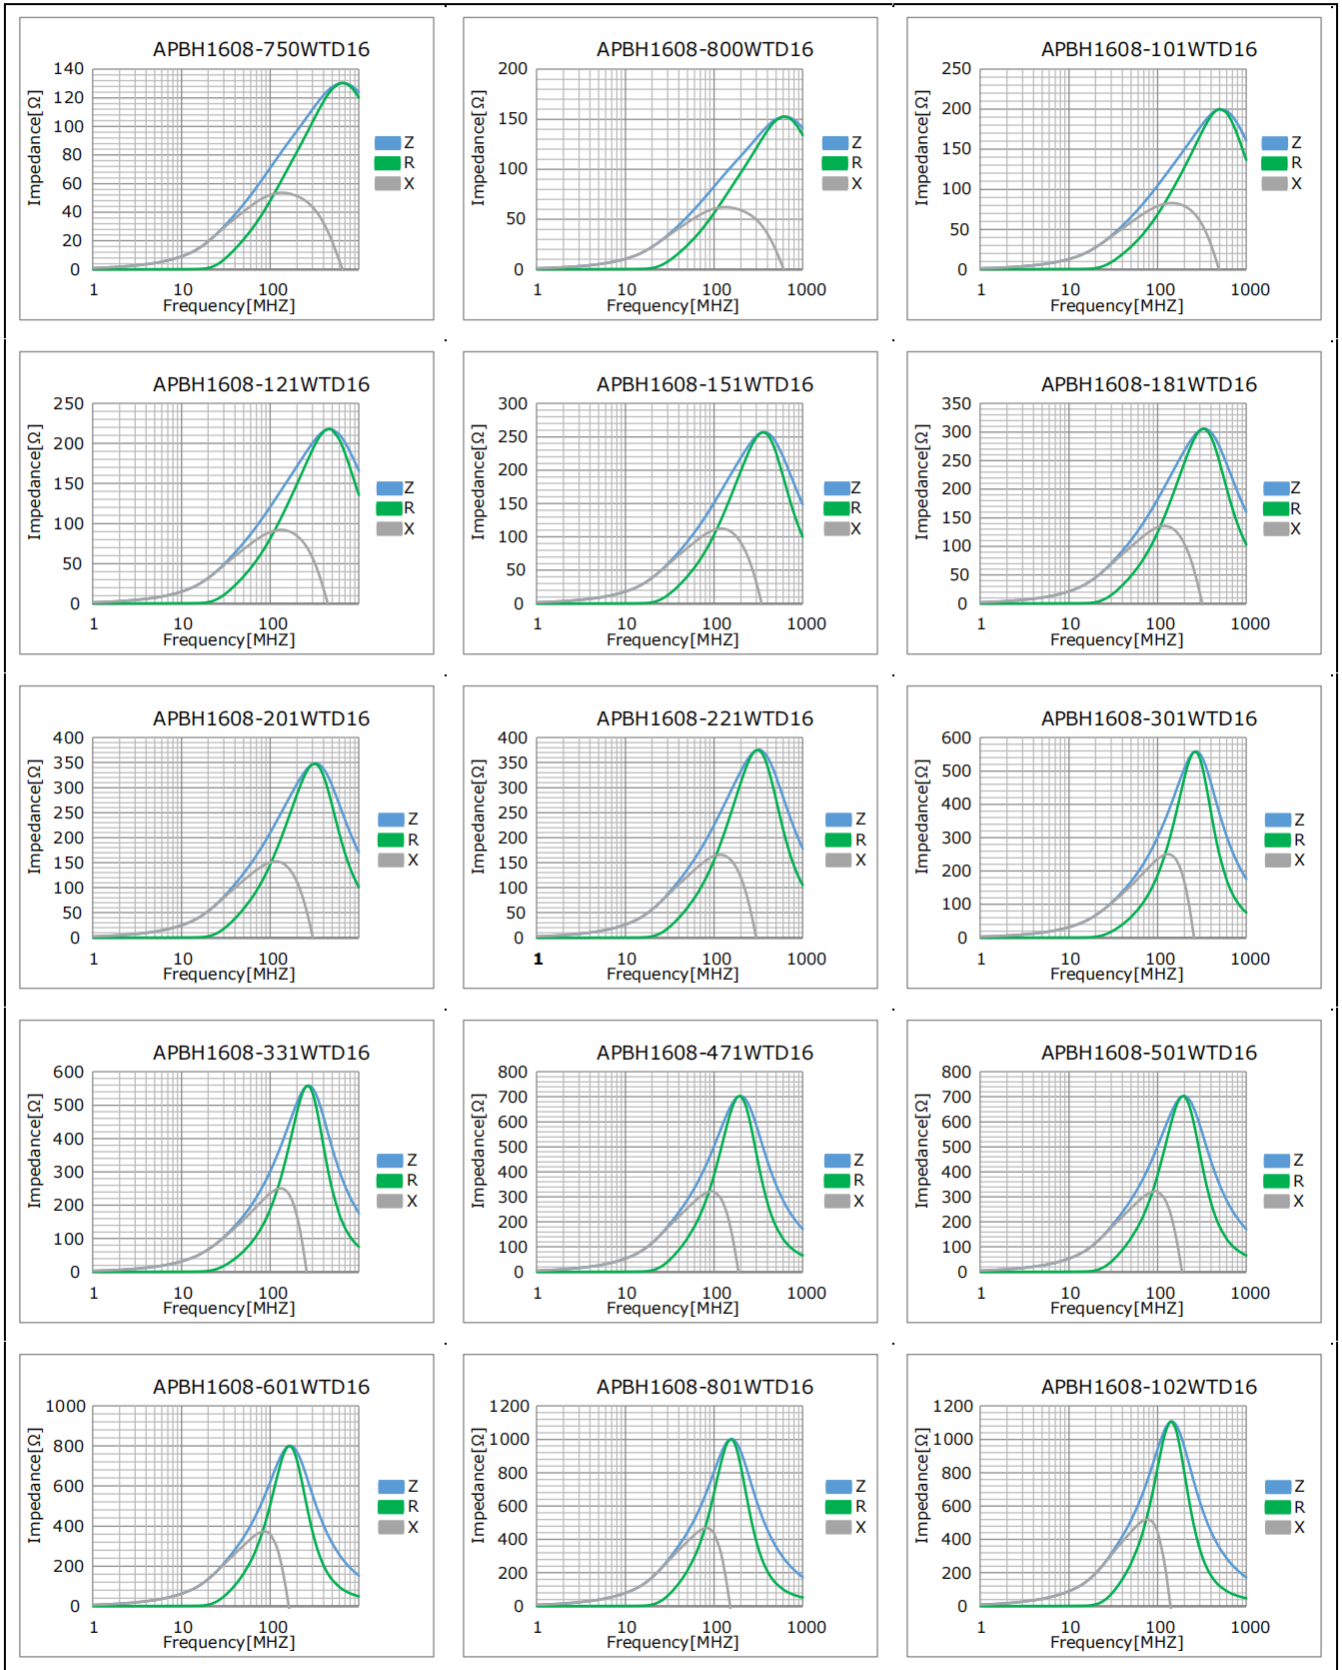 APBH1608-750WTD16
140
120
100
80
60
40
20
0
Impedance[Ω]
1 10 100
Frequency[MHZ]
Z
R
X
APBH1608-800WTD16
200
150
100
50
0
Impedance[Ω]
1 10 100 1000
Frequency[MHZ]
Z
R
X
APBH1608-101WTD16
250
200
150
100
50
0
Impedance[Ω]
1 10 100 1000
Frequency[MHZ]
Z
R
X
APBH1608-121WTD16
250
200
150
100
50
0
Impedance[Ω]
1 10 100
Frequency[MHZ]
Z
R
X
APBH1608-151WTD16
300
250
200
150
100
50
0
Impedance[Ω]
1 10 100 1000
Frequency[MHZ]
Z
R
X
APBH1608-181WTD16
350
300
250
200
150
100
50
0
Impedance[Ω]
1 10 100 1000
Frequency[MHZ]
Z
R
X
APBH1608-201WTD16
400
350
300
250
200
150
100
50
0
Impedance[Ω]
1 10 100
Frequency[MHZ]
Z
R
X
APBH1608-221WTD16
400
350
300
250
200
150
100
50
0
Impedance[Ω]
1 10 100 1000
Frequency[MHZ]
Z
R
X
APBH1608-301WTD16
600
500
400
300
200
100
0
Impedance[Ω]
1 10 100 1000
Frequency[MHZ]
Z
R
X
APBH1608-331WTD16
600
500
400
300
200
100
0
Impedance[Ω]
1 10 100
Frequency[MHZ]
Z
R
X
APBH1608-471WTD16
800
700
600
500
400
300
200
100
0
Impedance[Ω]
1 10 100 1000
Frequency[MHZ]
Z
R
X
APBH1608-501WTD16
800
700
600
500
400
300
200
100
0
Impedance[Ω]
1 10 100 1000
Frequency[MHZ]
Z
R
X
APBH1608-601WTD16
1000
800
600
400
200
0
Impedance[Ω]
1 10 100
Frequency[MHZ]
Z
R
X
APBH1608-801WTD16
1200
1000
800
600
400
200
0
Impedance[Ω]
1 10 100 1000
Frequency[MHZ]
Z
R
X
APBH1608-102WTD16
1200
1000
800
600
400
200
0
Impedance[Ω]
1 10 100 1000
Frequency[MHZ]
Z
R
X